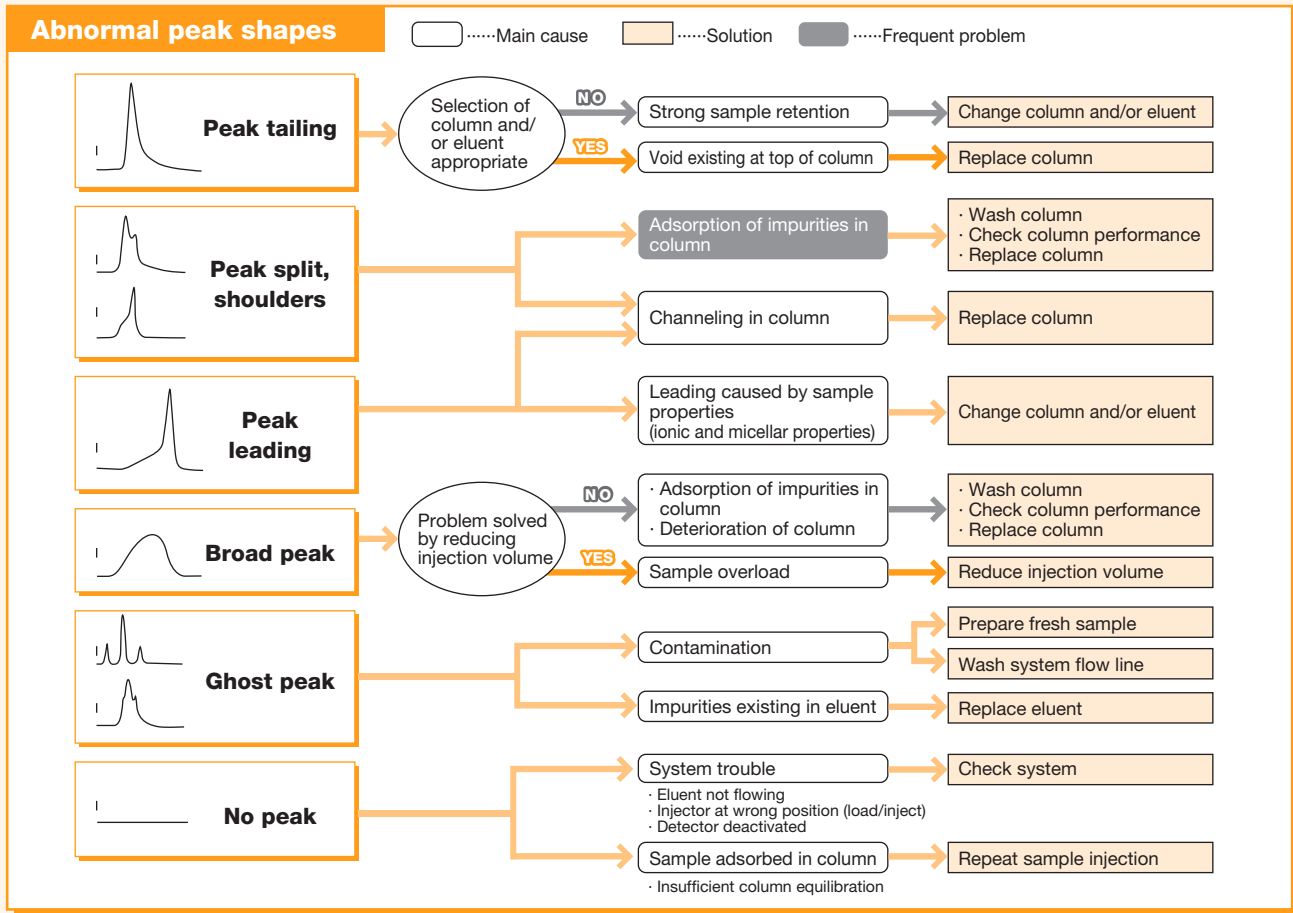 Abnormal peak shapes
······Main cause
······Solution
······Frequent problem
Peak tailing
Selection of
column and/
or eluent
appropriate
NO
Strong sample retention
Change column and/or eluent
YES
Void existing at top of column
Replace column
Peak split,
shoulders
Adsorption of impurities in
column
· Wash column
· Check column performance
· Replace column
Channeling in column
Replace column
Peak
leading
Leading caused by sample
properties
(ionic and micellar properties)
Change column and/or eluent
Broad peak
Problem solved
by reducing
injection volume
NO
· Adsorption of impurities in
column
· Deterioration of column
· Wash column
· Check column performance
· Replace column
YES
Sample overload
Reduce injection volume
Ghost peak
Contamination
Prepare fresh sample
Wash system flow line
Impurities existing in eluent
Replace eluent
No peak
System trouble
· Eluent not flowing
· Injector at wrong position (load/inject)
· Detector deactivated
Check system
Sample adsorbed in column
· Insufficient column equilibration
Repeat sample injection